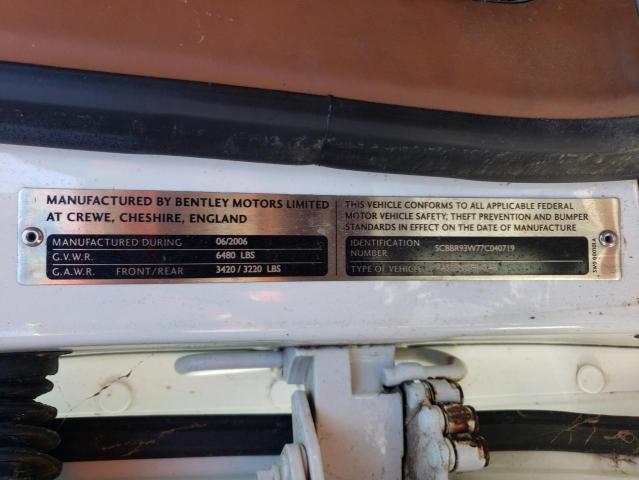 MANUFACTURED BY BENTLEY MOTORS LIMITED
AT CREWE, CHESHIRE, ENGLAND
MANUFACTURED DURING 06/2006
G.V.W.R. 6480 LBS
G.A.W.R. FRONT/REAR 3420 / 3220 LBS
THIS VEHICLE CONFORMS TO ALL APPLICABLE FEDERAL
MOTOR VEHICLE SAFETY, THEFT PREVENTION AND BUMPER
STANDARDS IN EFFECT ON THE DATE OF MANUFACTURE
IDENTIFICATION
NUMBER
SCBBR93W77C040719
TYPE OF VEHICLE